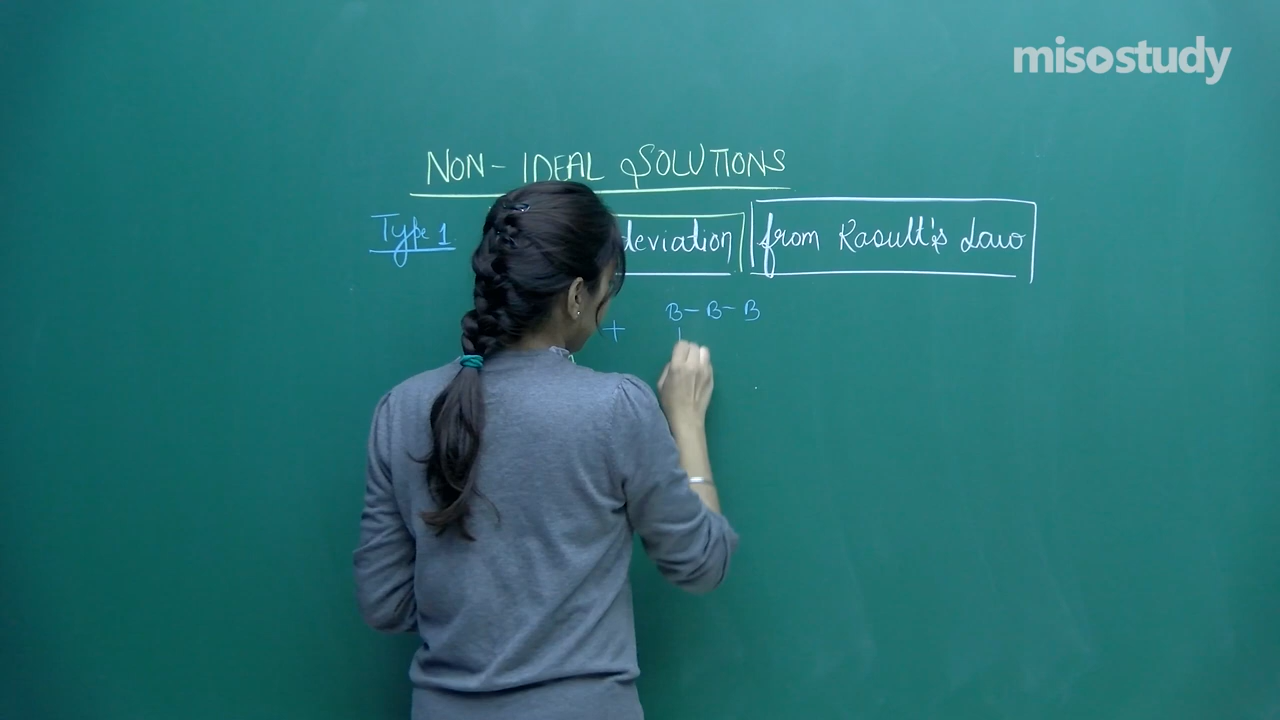 misostudy
NON-IDEAL SOLUTIONS
Type 1 deviation from Raoult's Law
+ B-B-B